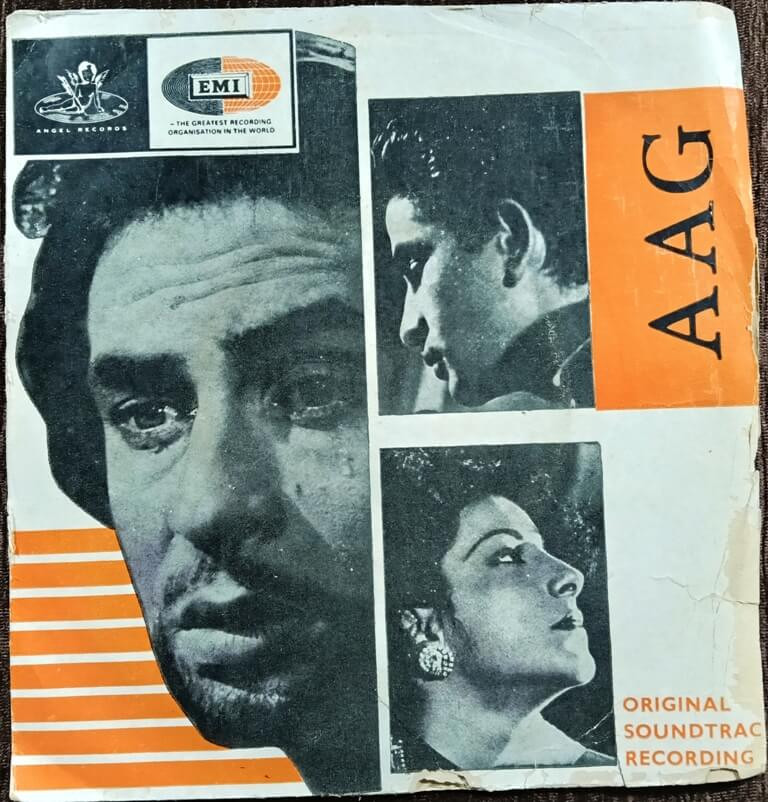 ANGEL RECORDS
EMI
- THE GREATEST RECORDING
ORGANISATION IN THE WORLD
AAG
ORIGINAL
SOUNDTRAC
RECORDING